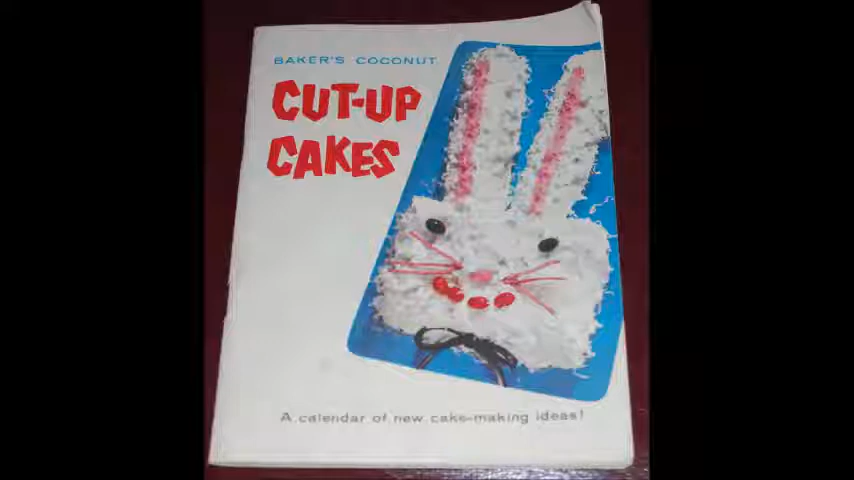 BAKER'S COCONUT
CUT-UP
CAKES
A calendar of new cake-making ideas!